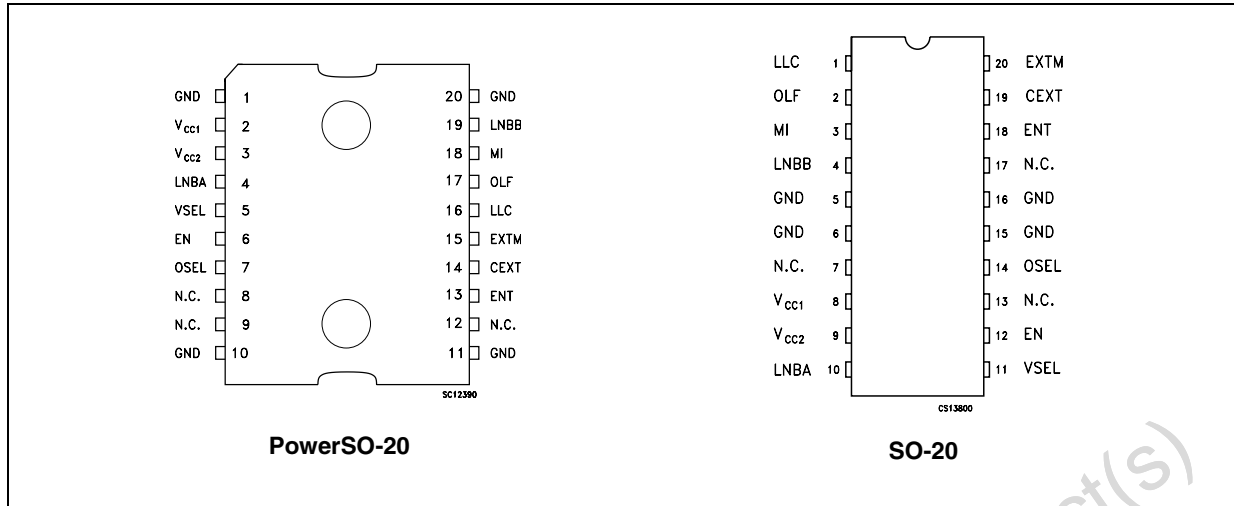 GND 1
V_CC1 2
V_CC2 3
LNBA 4
VSEL 5
EN 6
OSEL 7
N.C. 8
N.C. 9
GND 10
20 GND
19 LNBB
18 MI
17 OLF
16 LLC
15 EXTM
14 CEXT
13 ENT
12 N.C.
11 GND
SC12390
PowerSO-20
LLC 1
OLF 2
MI 3
LNBB 4
GND 5
GND 6
N.C. 7
V_CC1 8
V_CC2 9
LNBA 10
20 EXTM
19 CEXT
18 ENT
17 N.C.
16 GND
15 GND
14 OSEL
13 N.C.
12 EN
11 VSEL
CS13800
SO-20